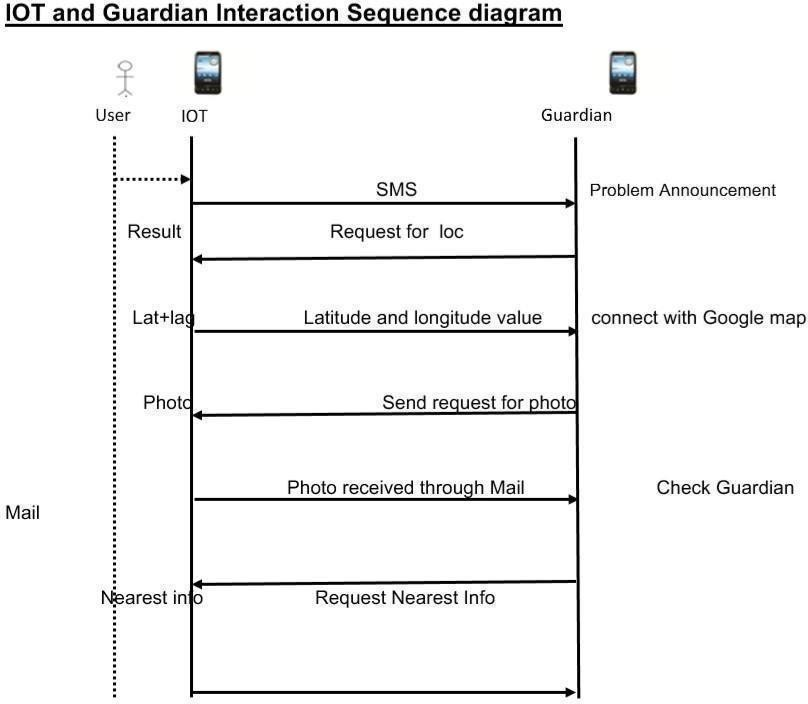 IOT and Guardian Interaction Sequence diagram
User
IOT
Guardian
SMS
Problem Announcement
Result
Request for loc
Lat+lag
Latitude and longitude value
connect with Google map
Photo
Send request for photo
Photo received through Mail
Check Guardian
Mail
Nearest info
Request Nearest Info